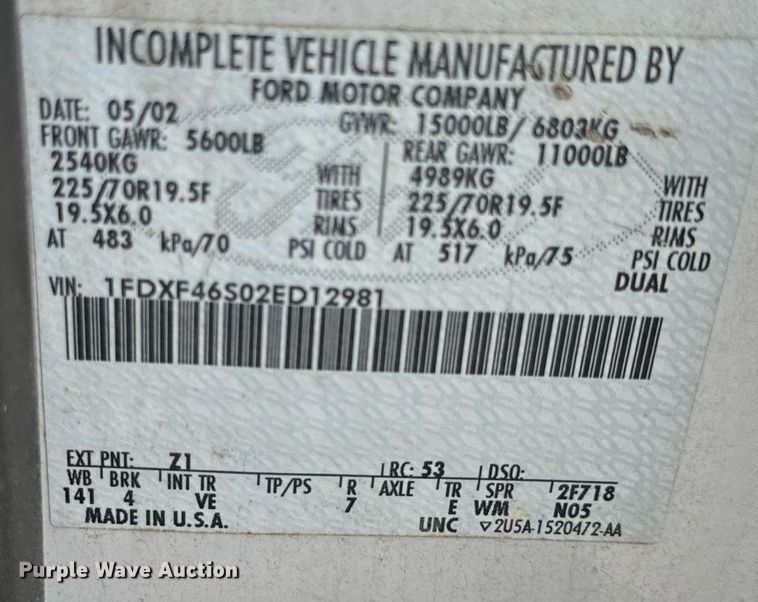 INCOMPLETE VEHICLE MANUFACTURED BY
FORD MOTOR COMPANY
DATE: 05/02 GVWR: 15000LB/ 6803KG
FRONT GAWR: 5600LB REAR GAWR: 11000LB
2540KG WITH 4989KG WITH
225/70R19.5F TIRES 225/70R19.5F TIRES
19.5X6.0 RIMS 19.5X6.0 RIMS
AT 483 kPa/70 PSI COLD AT 517 kPa/75 PSI COLD
DUAL
VIN: 1FDXF46S02ED12981
EXT PNT: Z1 RC: 53 DSO:
WB BRK INT TR TP/PS R AXLE TR SPR 2F718
141 4 VE 7 E WM N05
MADE IN U.S.A. UNC ▽2U5A-1520472-AA
Purple Wave Auction